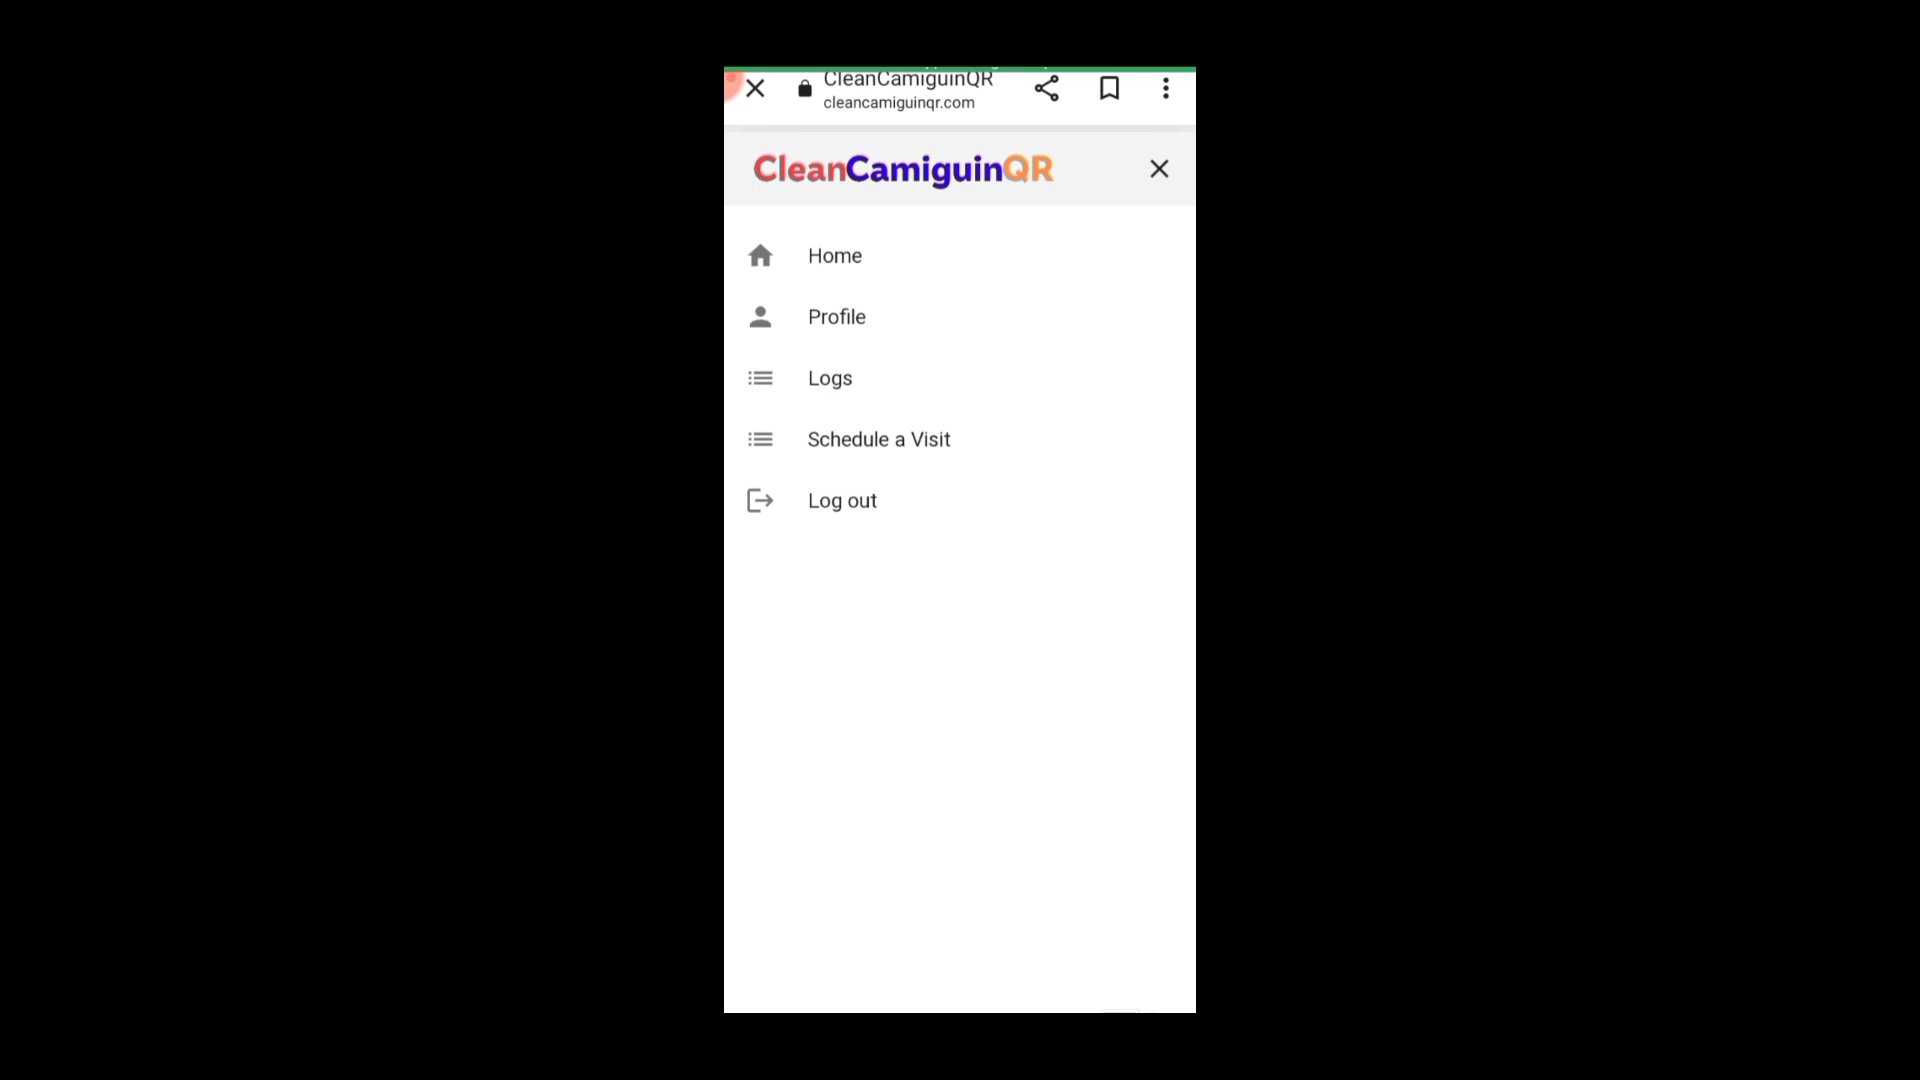 CleanCamiguinQR
cleancamiguinqr.com
CleanCamiguinQR
Home
Profile
Logs
Schedule a Visit
Log out